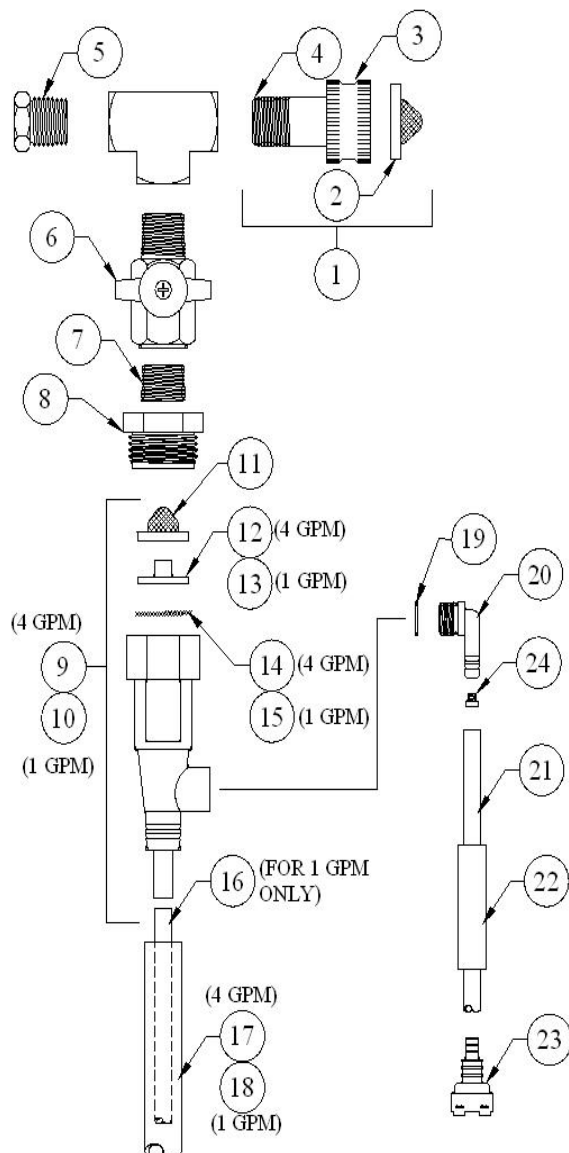 3
5
4
2
6
1
7
8
11
12 (4 GPM)
19
20
13 (1 GPM)
(4 GPM)
14 (4 GPM)
24
9
10
15 (1 GPM)
(1 GPM)
21
16 (FOR 1 GPM
ONLY)
22
(4 GPM)
17
23
18
(1 GPM)